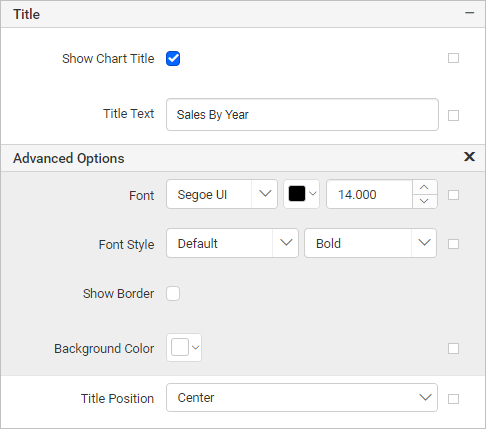 Title
Show Chart Title
Title Text Sales By Year
Advanced Options
Font Segoe UI 14.000
Font Style Default Bold
Show Border
Background Color
Title Position Center